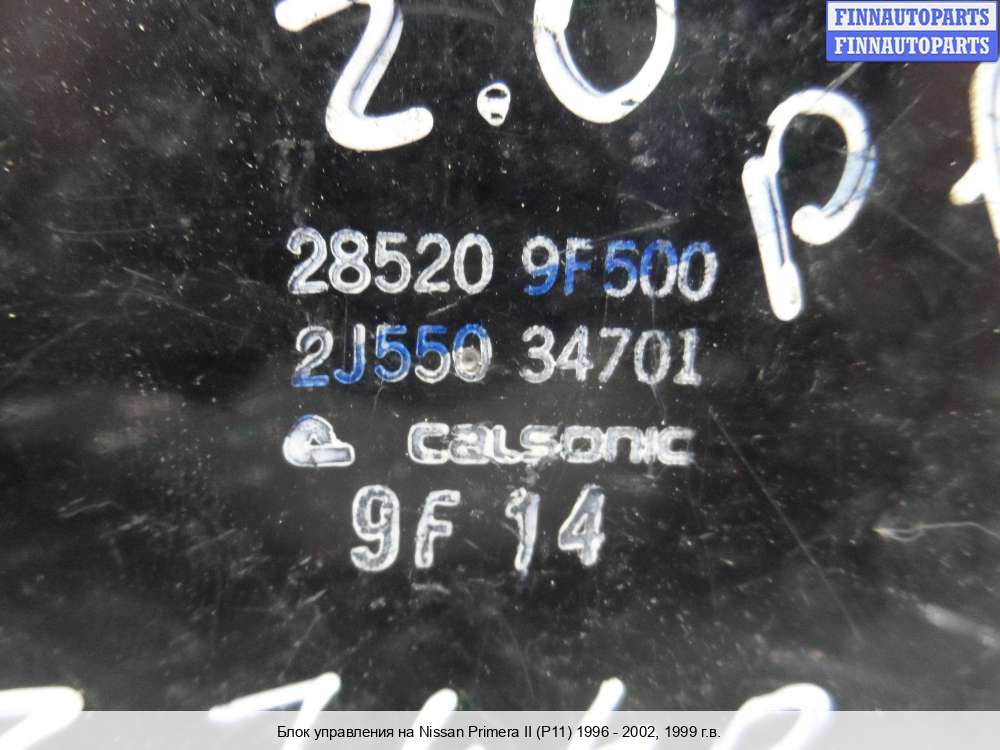 FINNAUTOPARTS
FINNAUTOPARTS
2.0
28520 9F500
2J550 34701
CALSONIC
9F 14
Блок управления на Nissan Primera II (P11) 1996 - 2002, 1999 г.в.